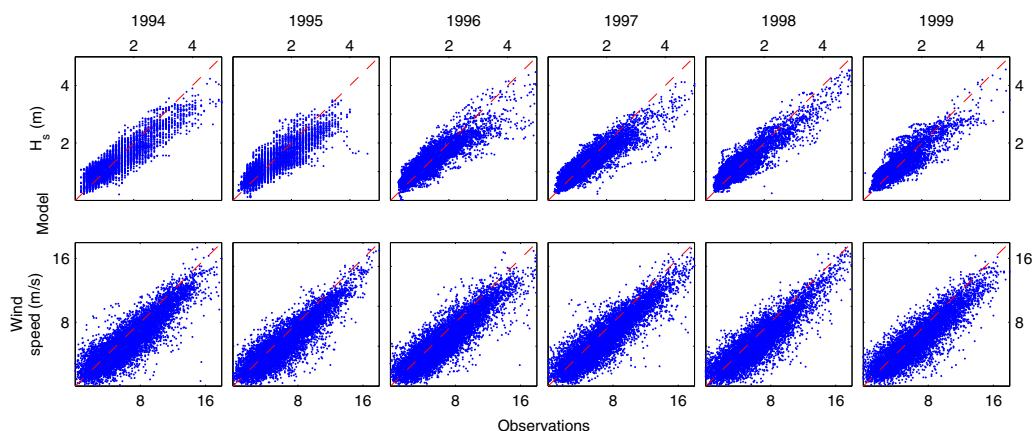 1994 1995 1996 1997 1998 1999
2 4 2 4 2 4 2 4 2 4 2 4
4 4
H_s (m)
2 2
Model
16 16
Wind
speed (m/s)
8 8
8 16 8 16 8 16 8 16 8 16 8 16
Observations